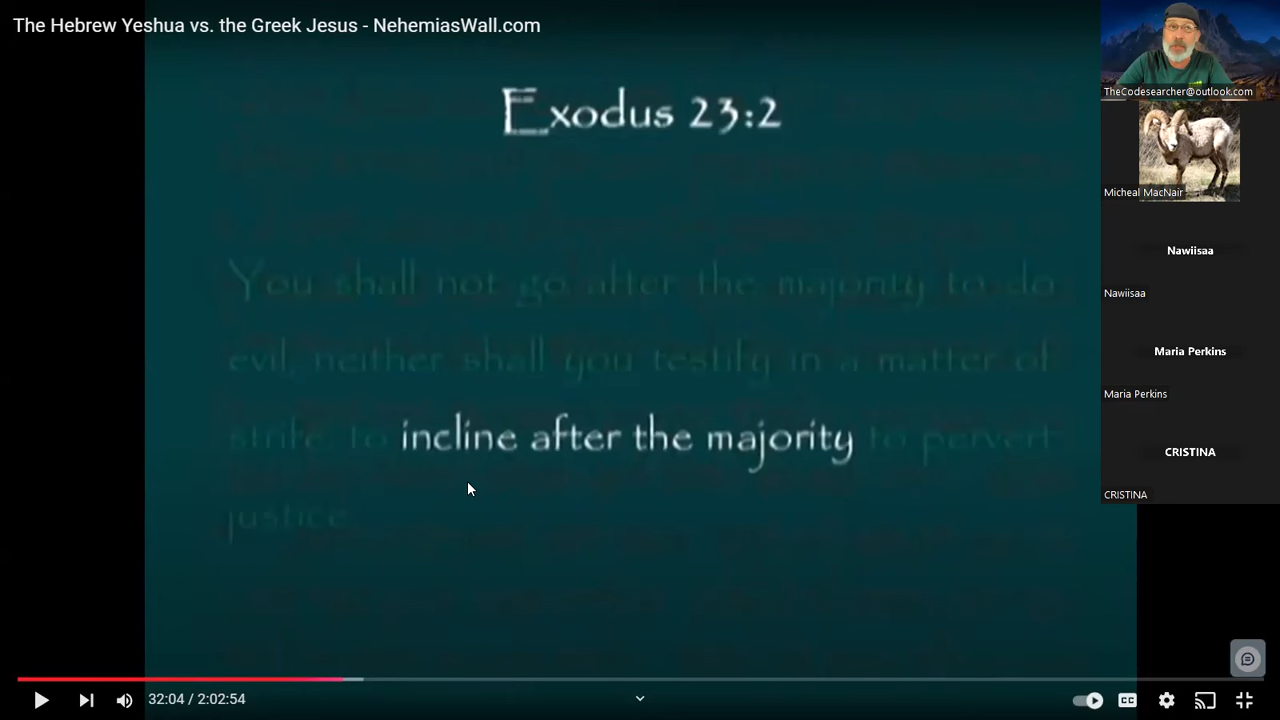 The Hebrew Yeshua vs. the Greek Jesus - NehemiasWall.com
Exodus 23:2
You shall not go after the majority to do
evil, neither shall you testify in a matter of
strife, to incline after the majority to pervert
justice
TheCodesearcher@outlook.com
Micheal MacNair
Nawiisaa
Nawiisaa
Maria Perkins
Maria Perkins
CRISTINA
CRISTINA
32:04 / 2:02:54
CC